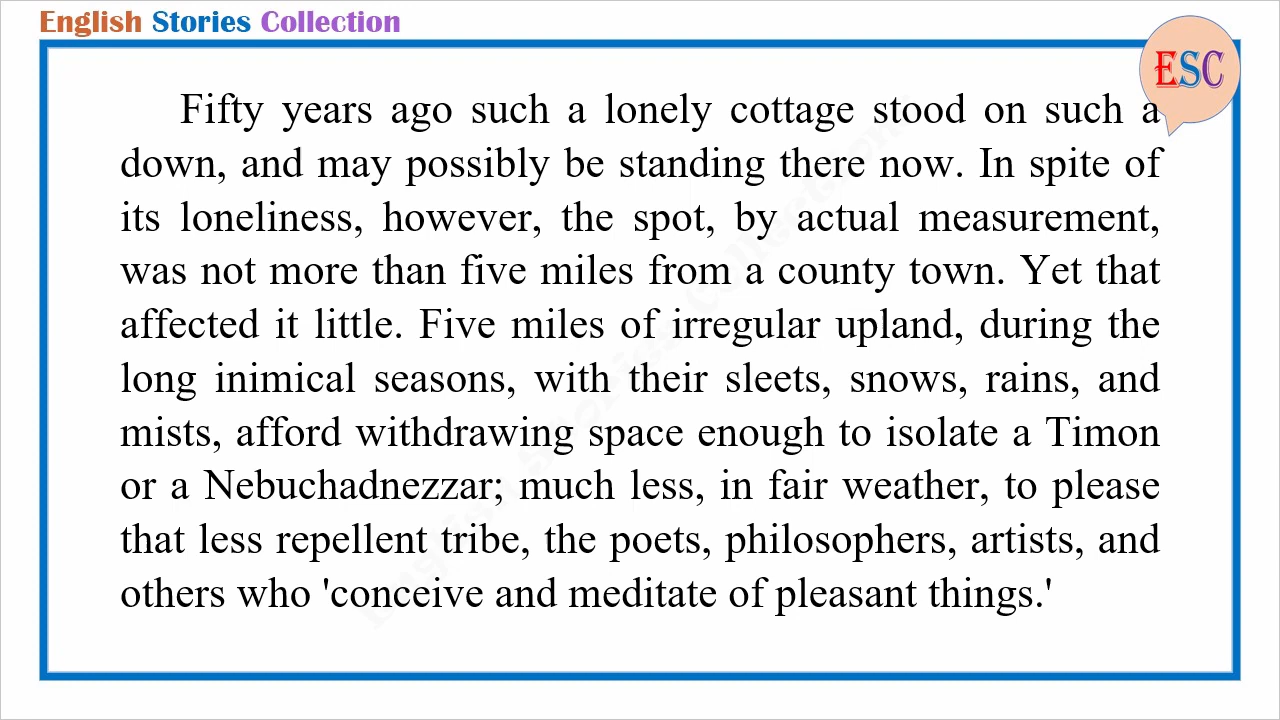 English Stories Collection
ESC
Fifty years ago such a lonely cottage stood on such a
down, and may possibly be standing there now. In spite of
its loneliness, however, the spot, by actual measurement,
was not more than five miles from a county town. Yet that
affected it little. Five miles of irregular upland, during the
long inimical seasons, with their sleets, snows, rains, and
mists, afford withdrawing space enough to isolate a Timon
or a Nebuchadnezzar; much less, in fair weather, to please
that less repellent tribe, the poets, philosophers, artists, and
others who 'conceive and meditate of pleasant things.'
English Stories Collection